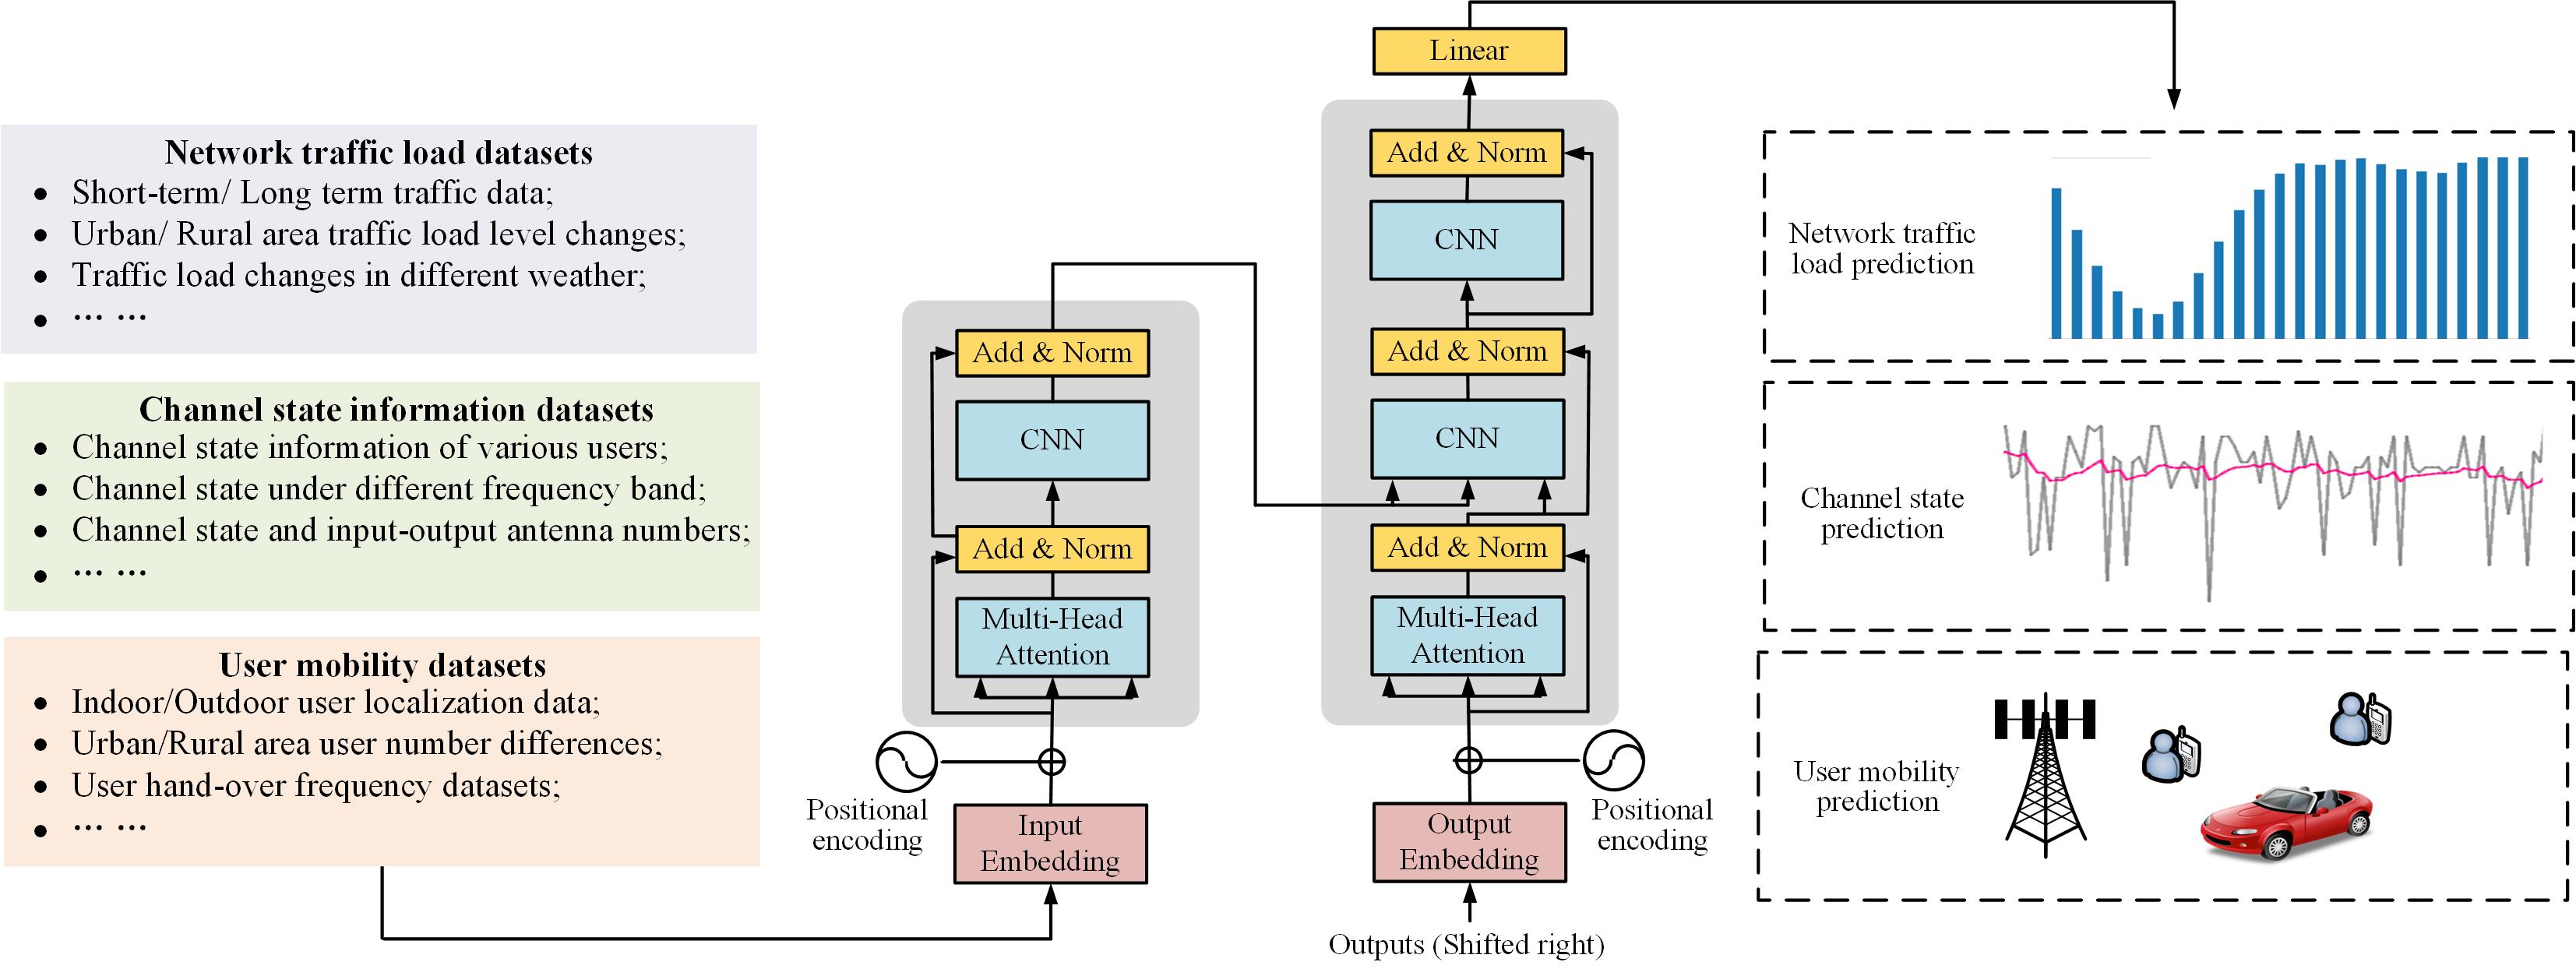 Network traffic load datasets
• Short-term/ Long term traffic data;
• Urban/ Rural area traffic load level changes;
• Traffic load changes in different weather;
• ... ...
Channel state information datasets
• Channel state information of various users;
• Channel state under different frequency band;
• Channel state and input-output antenna numbers;
• ... ...
User mobility datasets
• Indoor/Outdoor user localization data;
• Urban/Rural area user number differences;
• User hand-over frequency datasets;
• ... ...
Add & Norm
CNN
Add & Norm
Multi-Head
Attention
Positional
encoding
Input
Embedding
Linear
Add & Norm
CNN
Add & Norm
CNN
Add & Norm
Multi-Head
Attention
Positional
encoding
Output
Embedding
Outputs (Shifted right)
Network traffic
load prediction
Channel state
prediction
User mobility
prediction